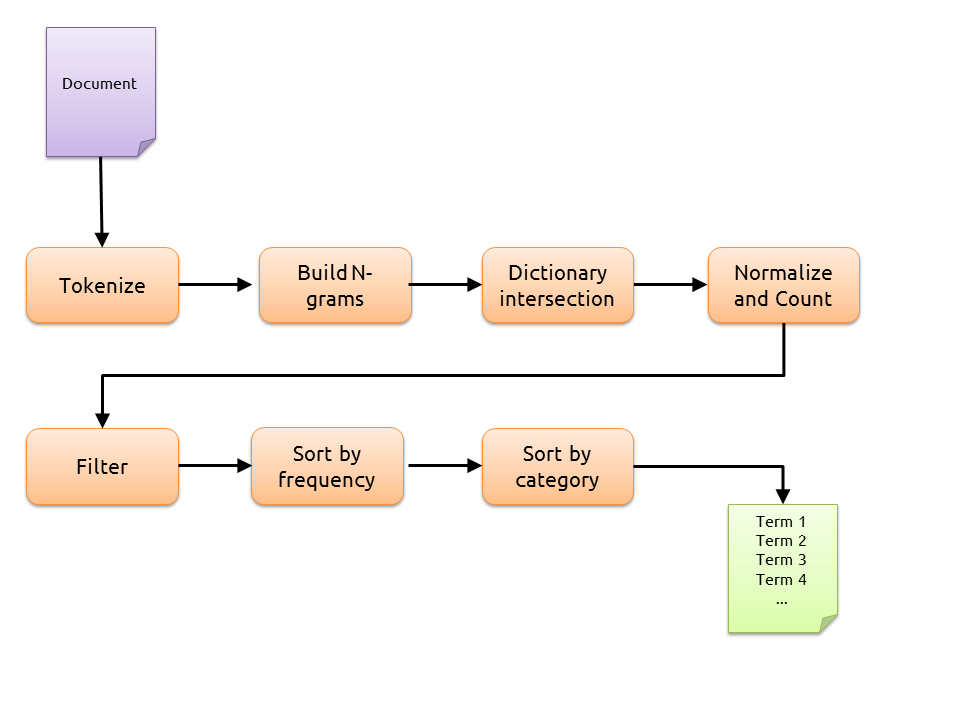 Document
Tokenize
Build N-
grams
Dictionary
intersection
Normalize
and Count
Filter
Sort by
frequency
Sort by
category
Term 1
Term 2
Term 3
Term 4
...